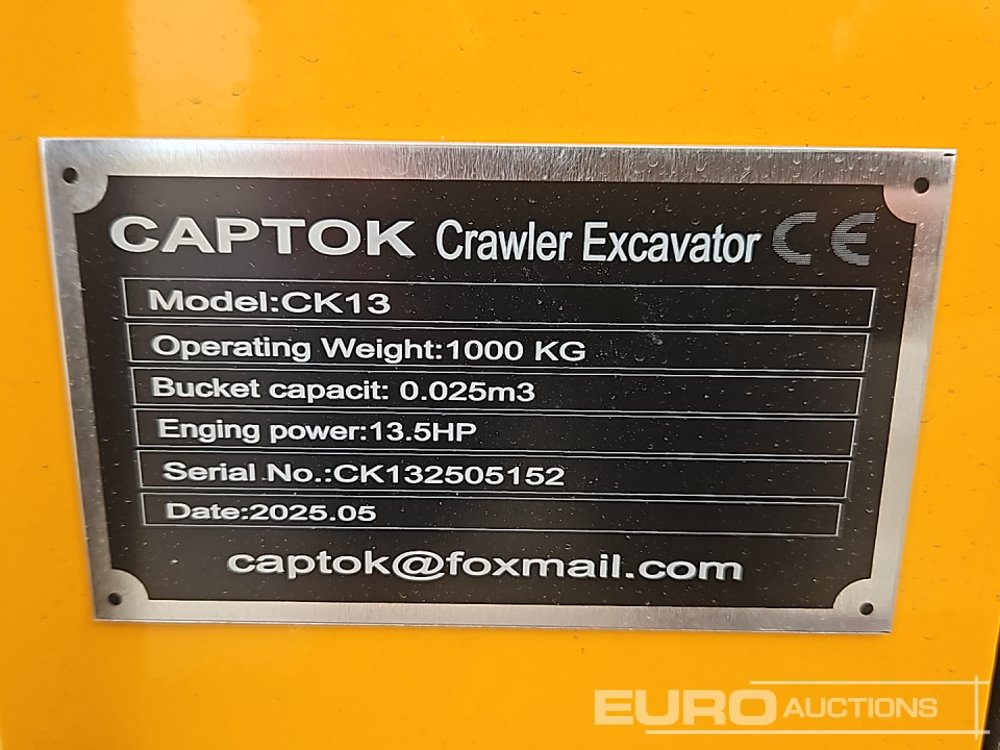 CAPTOK Crawler Excavator CE
Model:CK13
Operating Weight:1000 KG
Bucket capacit: 0.025m3
Enging power:13.5HP
Serial No.:CK132505152
Date:2025.05
captok@foxmail.com
EURO AUCTIONS